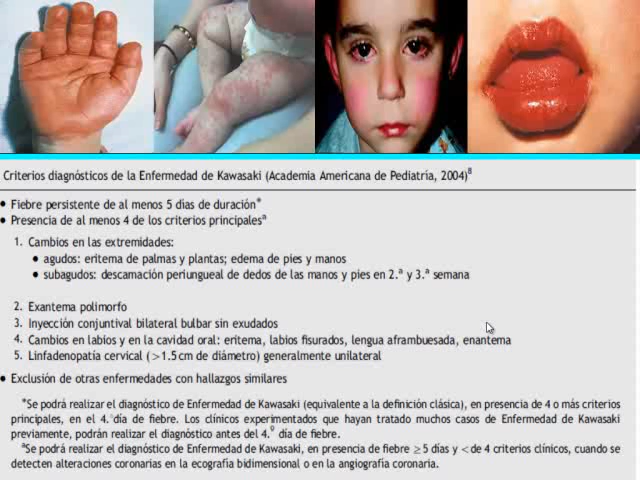 Criterios diagnósticos de la Enfermedad de Kawasaki (Academia Americana de Pediatría, 2004)⁸
• Fiebre persistente de al menos 5 días de duración*
• Presencia de al menos 4 de los criterios principalesᵃ
1. Cambios en las extremidades:
• agudos: eritema de palmas y plantas; edema de pies y manos
• subagudos: descamación periungueal de dedos de las manos y pies en 2.ª y 3.ª semana
2. Exantema polimorfo
3. Inyección conjuntival bilateral bulbar sin exudados
4. Cambios en labios y en la cavidad oral: eritema, labios fisurados, lengua aframbuesada, enantema
5. Linfadenopatía cervical (>1.5 cm de diámetro) generalmente unilateral
• Exclusión de otras enfermedades con hallazgos similares
*Se podrá realizar el diagnóstico de Enfermedad de Kawasaki (equivalente a la definición clásica), en presencia de 4 o más criterios
principales, en el 4.º día de fiebre. Los clínicos experimentados que hayan tratado muchos casos de Enfermedad de Kawasaki
previamente, podrán realizar el diagnóstico antes del 4.º día de fiebre.
ᵃSe podrá realizar el diagnóstico de Enfermedad de Kawasaki, en presencia de fiebre ≥5 días y <de 4 criterios clínicos, cuando se
detecten alteraciones coronarias en la ecografía bidimensional o en la angiografía coronaria.